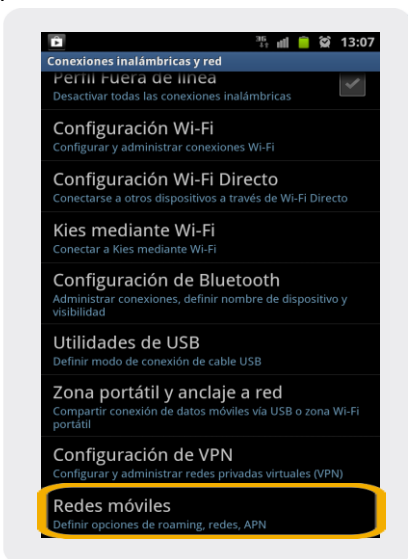 13:07
Conexiones inalámbricas y red
Perfil Fuera de línea
Desactivar todas las conexiones inalámbricas
Configuración Wi-Fi
Configurar y administrar conexiones Wi-Fi
Configuración Wi-Fi Directo
Conectarse a otros dispositivos a través de Wi-Fi Directo
Kies mediante Wi-Fi
Conectar a Kies mediante Wi-Fi
Configuración de Bluetooth
Administrar conexiones, definir nombre de dispositivo y
visibilidad
Utilidades de USB
Definir modo de conexión de cable USB
Zona portátil y anclaje a red
Compartir conexión de datos móviles vía USB o zona Wi-Fi
portátil
Configuración de VPN
Configurar y administrar redes privadas virtuales (VPN)
Redes móviles
Definir opciones de roaming, redes, APN